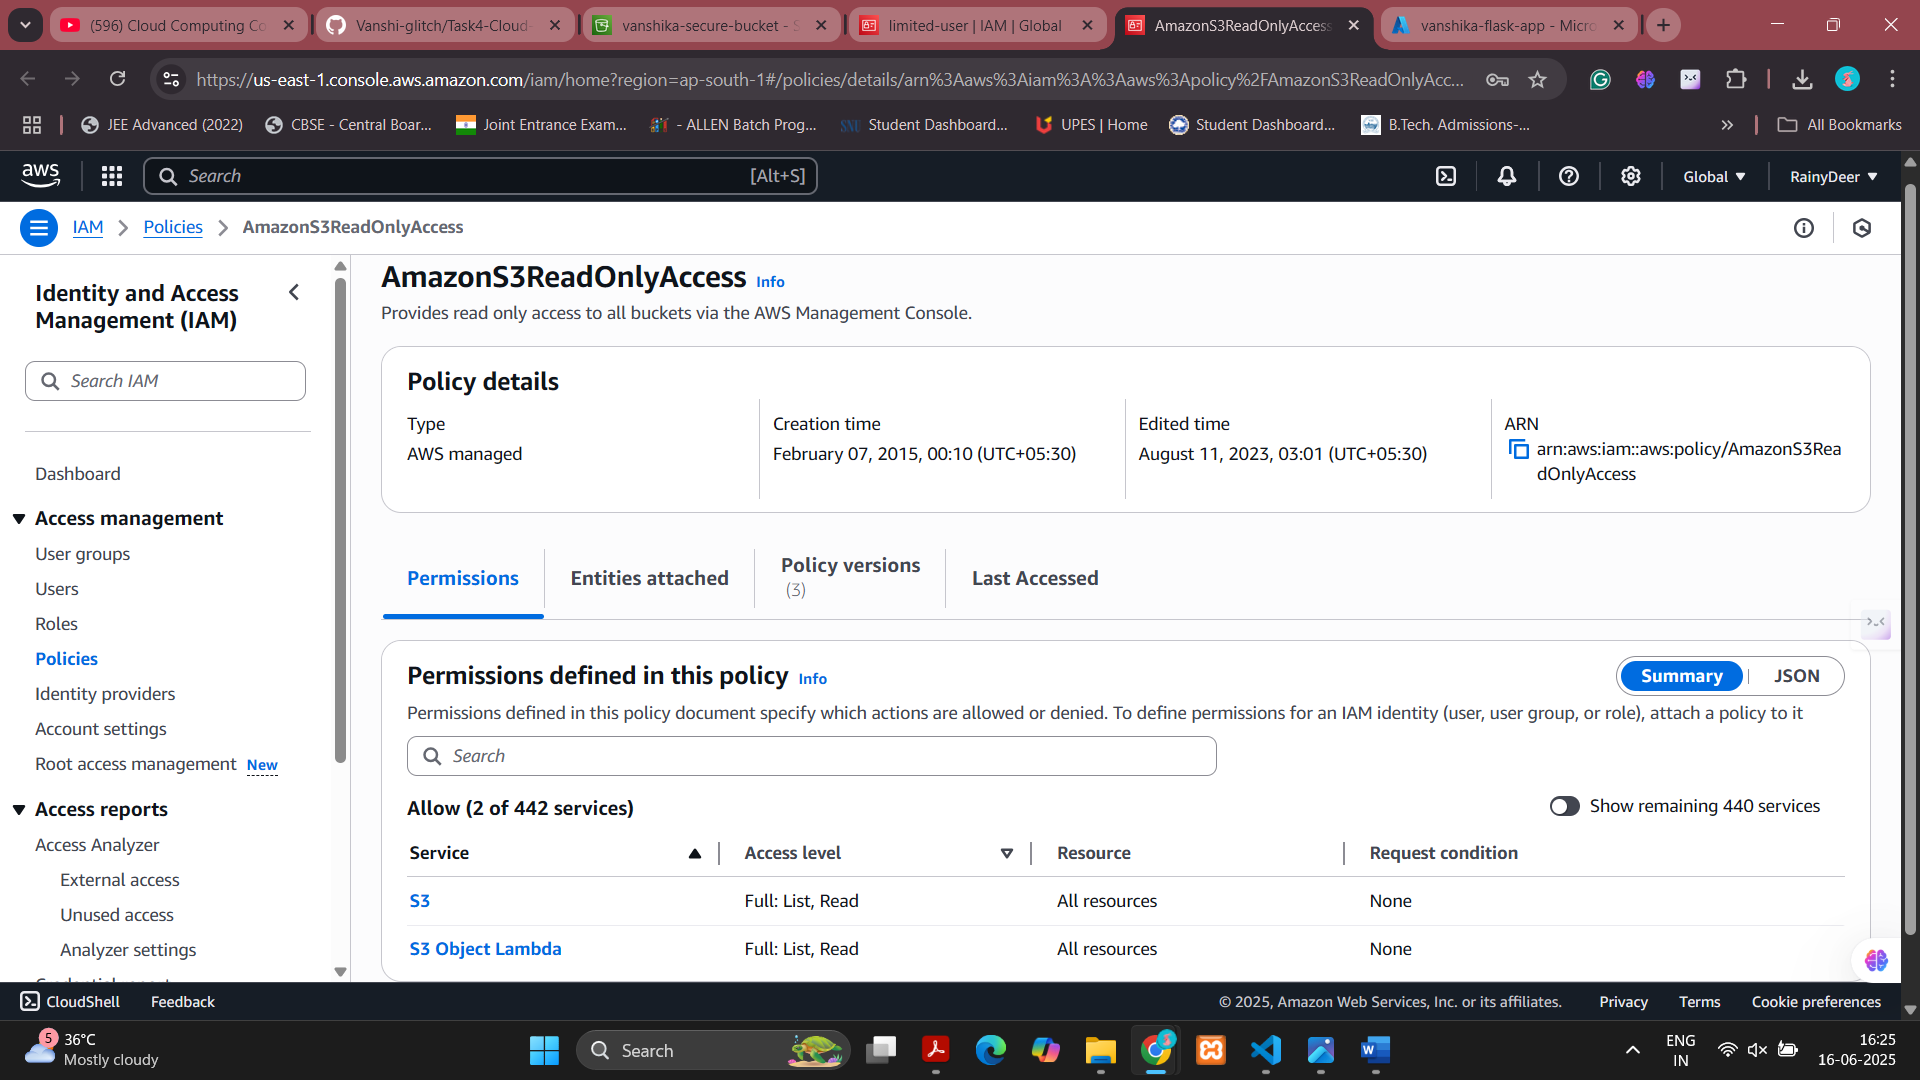 (596) Cloud Computing Co
Vanshi-glitch/Task4-Cloud-
vanshika-secure-bucket - S
limited-user | IAM | Global
AmazonS3ReadOnlyAccess
vanshika-flask-app - Micro
https://us-east-1.console.aws.amazon.com/iam/home?region=ap-south-1#/policies/details/arn%3Aaws%3Aiam%3A%3Aaws%3Apolicy%2FAmazonS3ReadOnlyAcc...
JEE Advanced (2022)
CBSE - Central Boar...
Joint Entrance Exam...
- ALLEN Batch Prog...
SNU Student Dashboard...
UPES | Home
Student Dashboard...
B.Tech. Admissions-...
All Bookmarks
aws
Search
[Alt+S]
Global
RainyDeer
IAM
Policies
AmazonS3ReadOnlyAccess
Identity and Access
Management (IAM)
Search IAM
Dashboard
Access management
User groups
Users
Roles
Policies
Identity providers
Account settings
Root access management New
Access reports
Access Analyzer
External access
Unused access
Analyzer settings
AmazonS3ReadOnlyAccess Info
Provides read only access to all buckets via the AWS Management Console.
Policy details
Type
AWS managed
Creation time
February 07, 2015, 00:10 (UTC+05:30)
Edited time
August 11, 2023, 03:01 (UTC+05:30)
ARN
arn:aws:iam::aws:policy/AmazonS3Rea
dOnlyAccess
Permissions
Entities attached
Policy versions
(3)
Last Accessed
Permissions defined in this policy Info
Summary
JSON
Permissions defined in this policy document specify which actions are allowed or denied. To define permissions for an IAM identity (user, user group, or role), attach a policy to it
Search
Allow (2 of 442 services)
Show remaining 440 services
Service Access level Resource Request condition
S3 Full: List, Read All resources None
S3 Object Lambda Full: List, Read All resources None
CloudShell
Feedback
© 2025, Amazon Web Services, Inc. or its affiliates.
Privacy
Terms
Cookie preferences
5
36°C
Mostly cloudy
Search
ENG
IN
16:25
16-06-2025